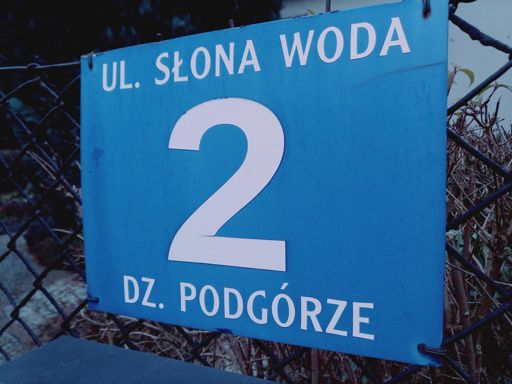 UL. SŁONA WODA
2
DZ. PODGÓRZE